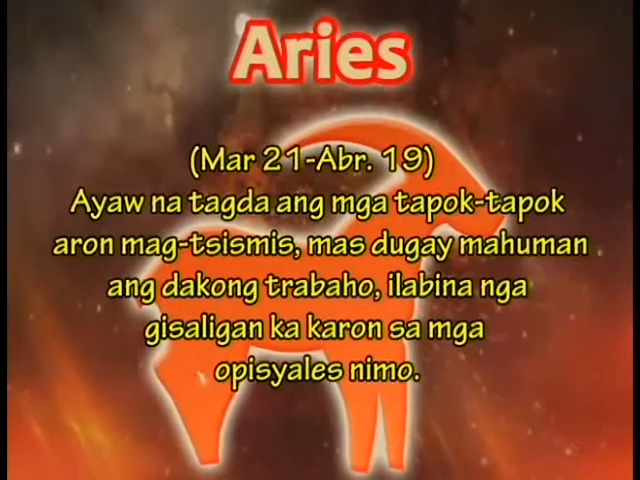 Aries
(Mar 21-Abr. 19)
Ayaw na tagda ang mga tapok-tapok
aron mag-tsismis, mas dugay mahuman
ang dakong trabaho, ilabina nga
gisaligan ka karon sa mga
opisyales nimo.